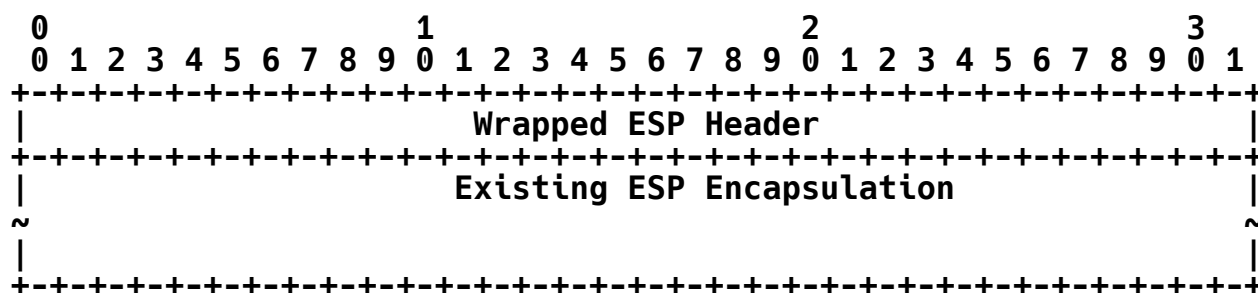 0                   1                   2                   3
 0 1 2 3 4 5 6 7 8 9 0 1 2 3 4 5 6 7 8 9 0 1 2 3 4 5 6 7 8 9 0 1
+-+-+-+-+-+-+-+-+-+-+-+-+-+-+-+-+-+-+-+-+-+-+-+-+-+-+-+-+-+-+-+-+
|                       Wrapped ESP Header                      |
+-+-+-+-+-+-+-+-+-+-+-+-+-+-+-+-+-+-+-+-+-+-+-+-+-+-+-+-+-+-+-+-+
|                      Existing ESP Encapsulation               |
~                                                               ~
|                                                               |
+-+-+-+-+-+-+-+-+-+-+-+-+-+-+-+-+-+-+-+-+-+-+-+-+-+-+-+-+-+-+-+-+